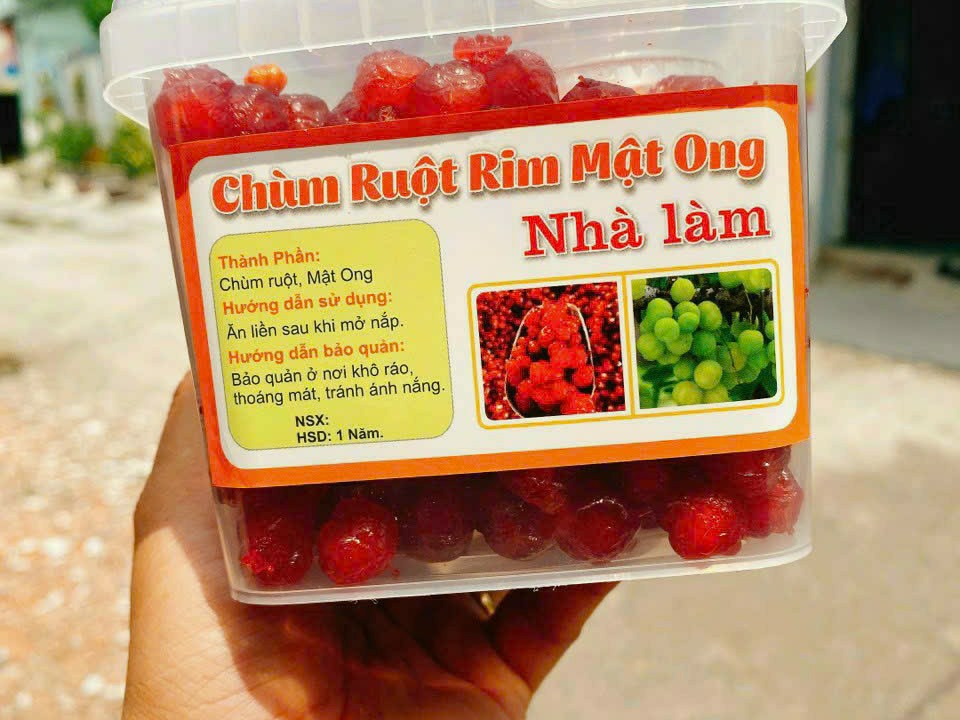 Chùm Ruột Rim Mật Ong
Nhà làm
Thành Phần:
Chùm ruột, Mật Ong
Hướng dẫn sử dụng:
Ăn liền sau khi mở nắp.
Hướng dẫn bảo quản:
Bảo quản ở nơi khô ráo,
thoáng mát, tránh ánh nắng.
NSX:
HSD: 1 Năm.